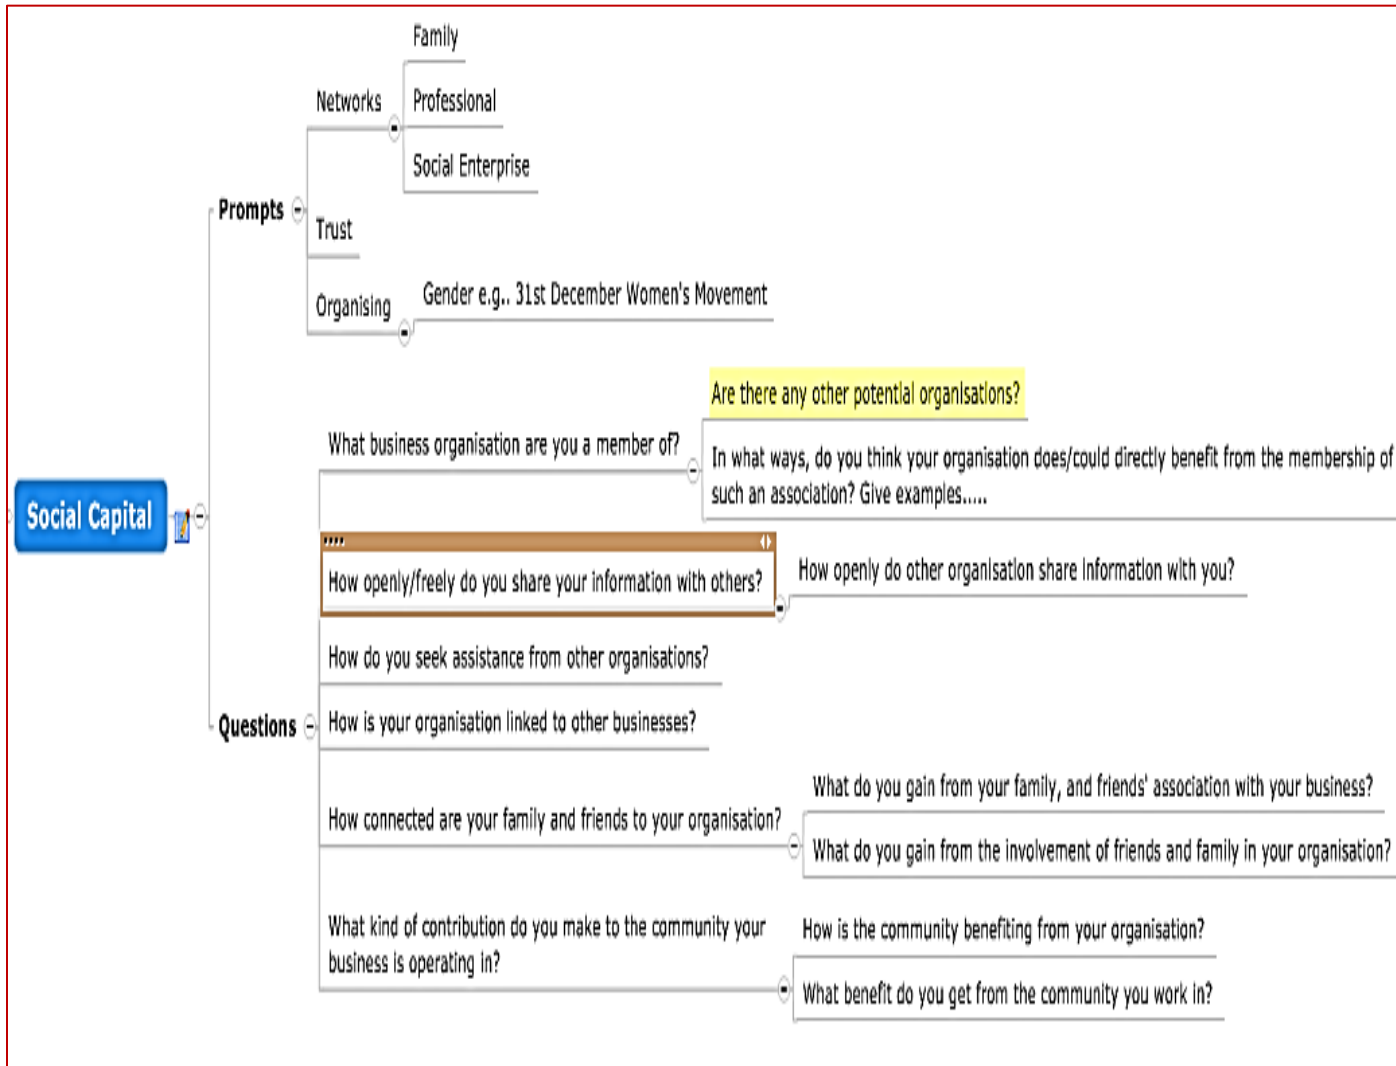 Family
Networks
Professional
Social Enterprise
Prompts
Trust
Organising
Gender e.g.. 31st December Women's Movement
Social Capital
Questions
What business organisation are you a member of?
Are there any other potential organisations?
In what ways, do you think your organisation does/could directly benefit from the membership of
such an association? Give examples.....
How openly/freely do you share your information with others?
How openly do other organisation share information with you?
How do you seek assistance from other organisations?
How is your organisation linked to other businesses?
How connected are your family and friends to your organisation?
What do you gain from your family, and friends' association with your business?
What do you gain from the involvement of friends and family in your organisation?
What kind of contribution do you make to the community your
business is operating in?
How is the community benefiting from your organisation?
What benefit do you get from the community you work in?